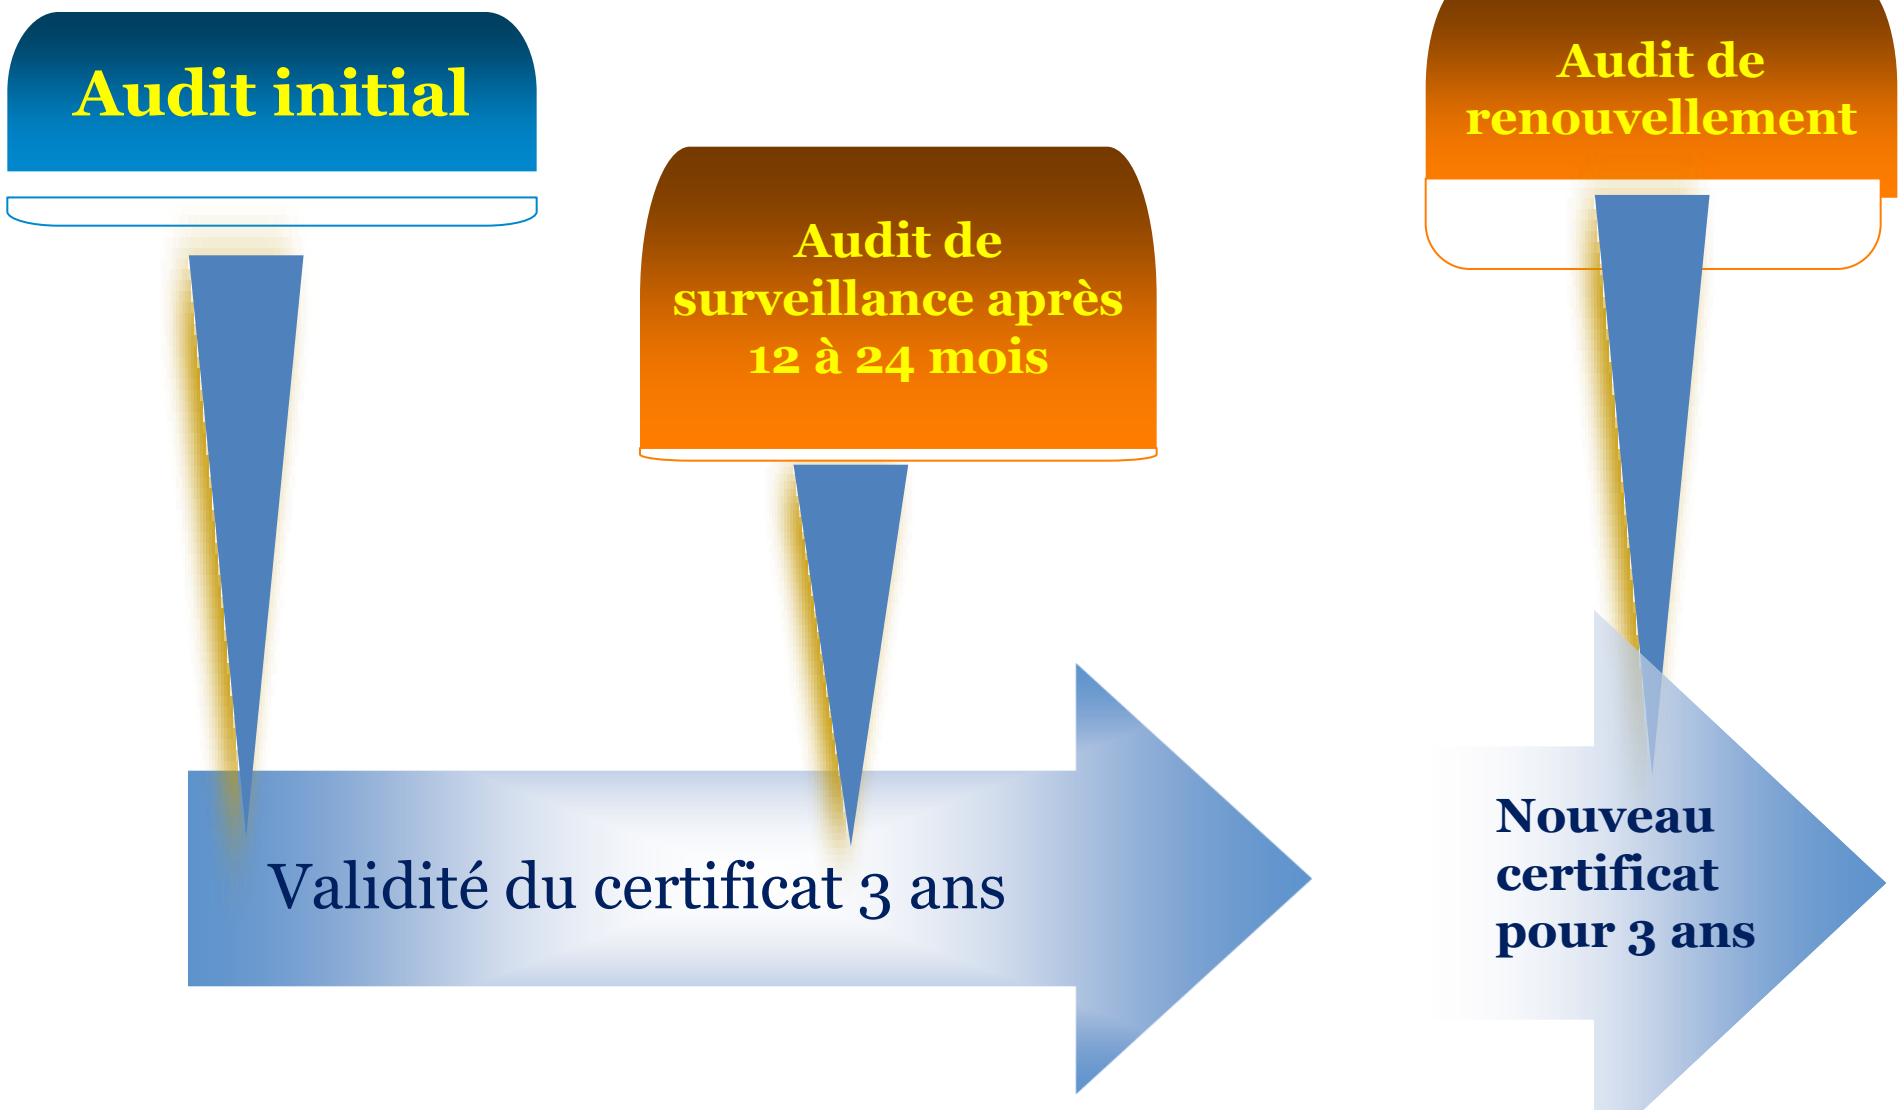 Audit initial
Audit de
surveillance après
12 à 24 mois
Audit de
renouvellement
Validité du certificat 3 ans
Nouveau
certificat
pour 3 ans